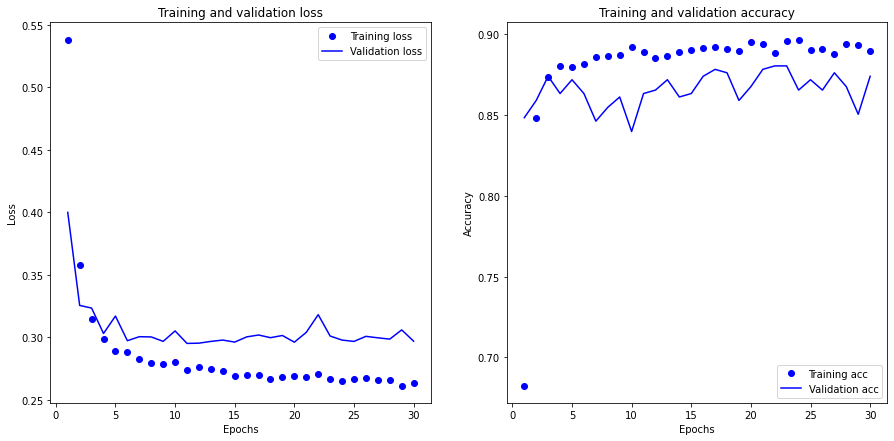 Training and validation loss
Training loss
Validation loss
0.55
0.50
0.45
0.40
0.35
0.30
0.25
Loss
0
5
10
15
20
25
30
Epochs
Training and validation accuracy
0.90
0.85
0.80
0.75
0.70
Accuracy
Training acc
Validation acc
0
5
10
15
20
25
30
Epochs